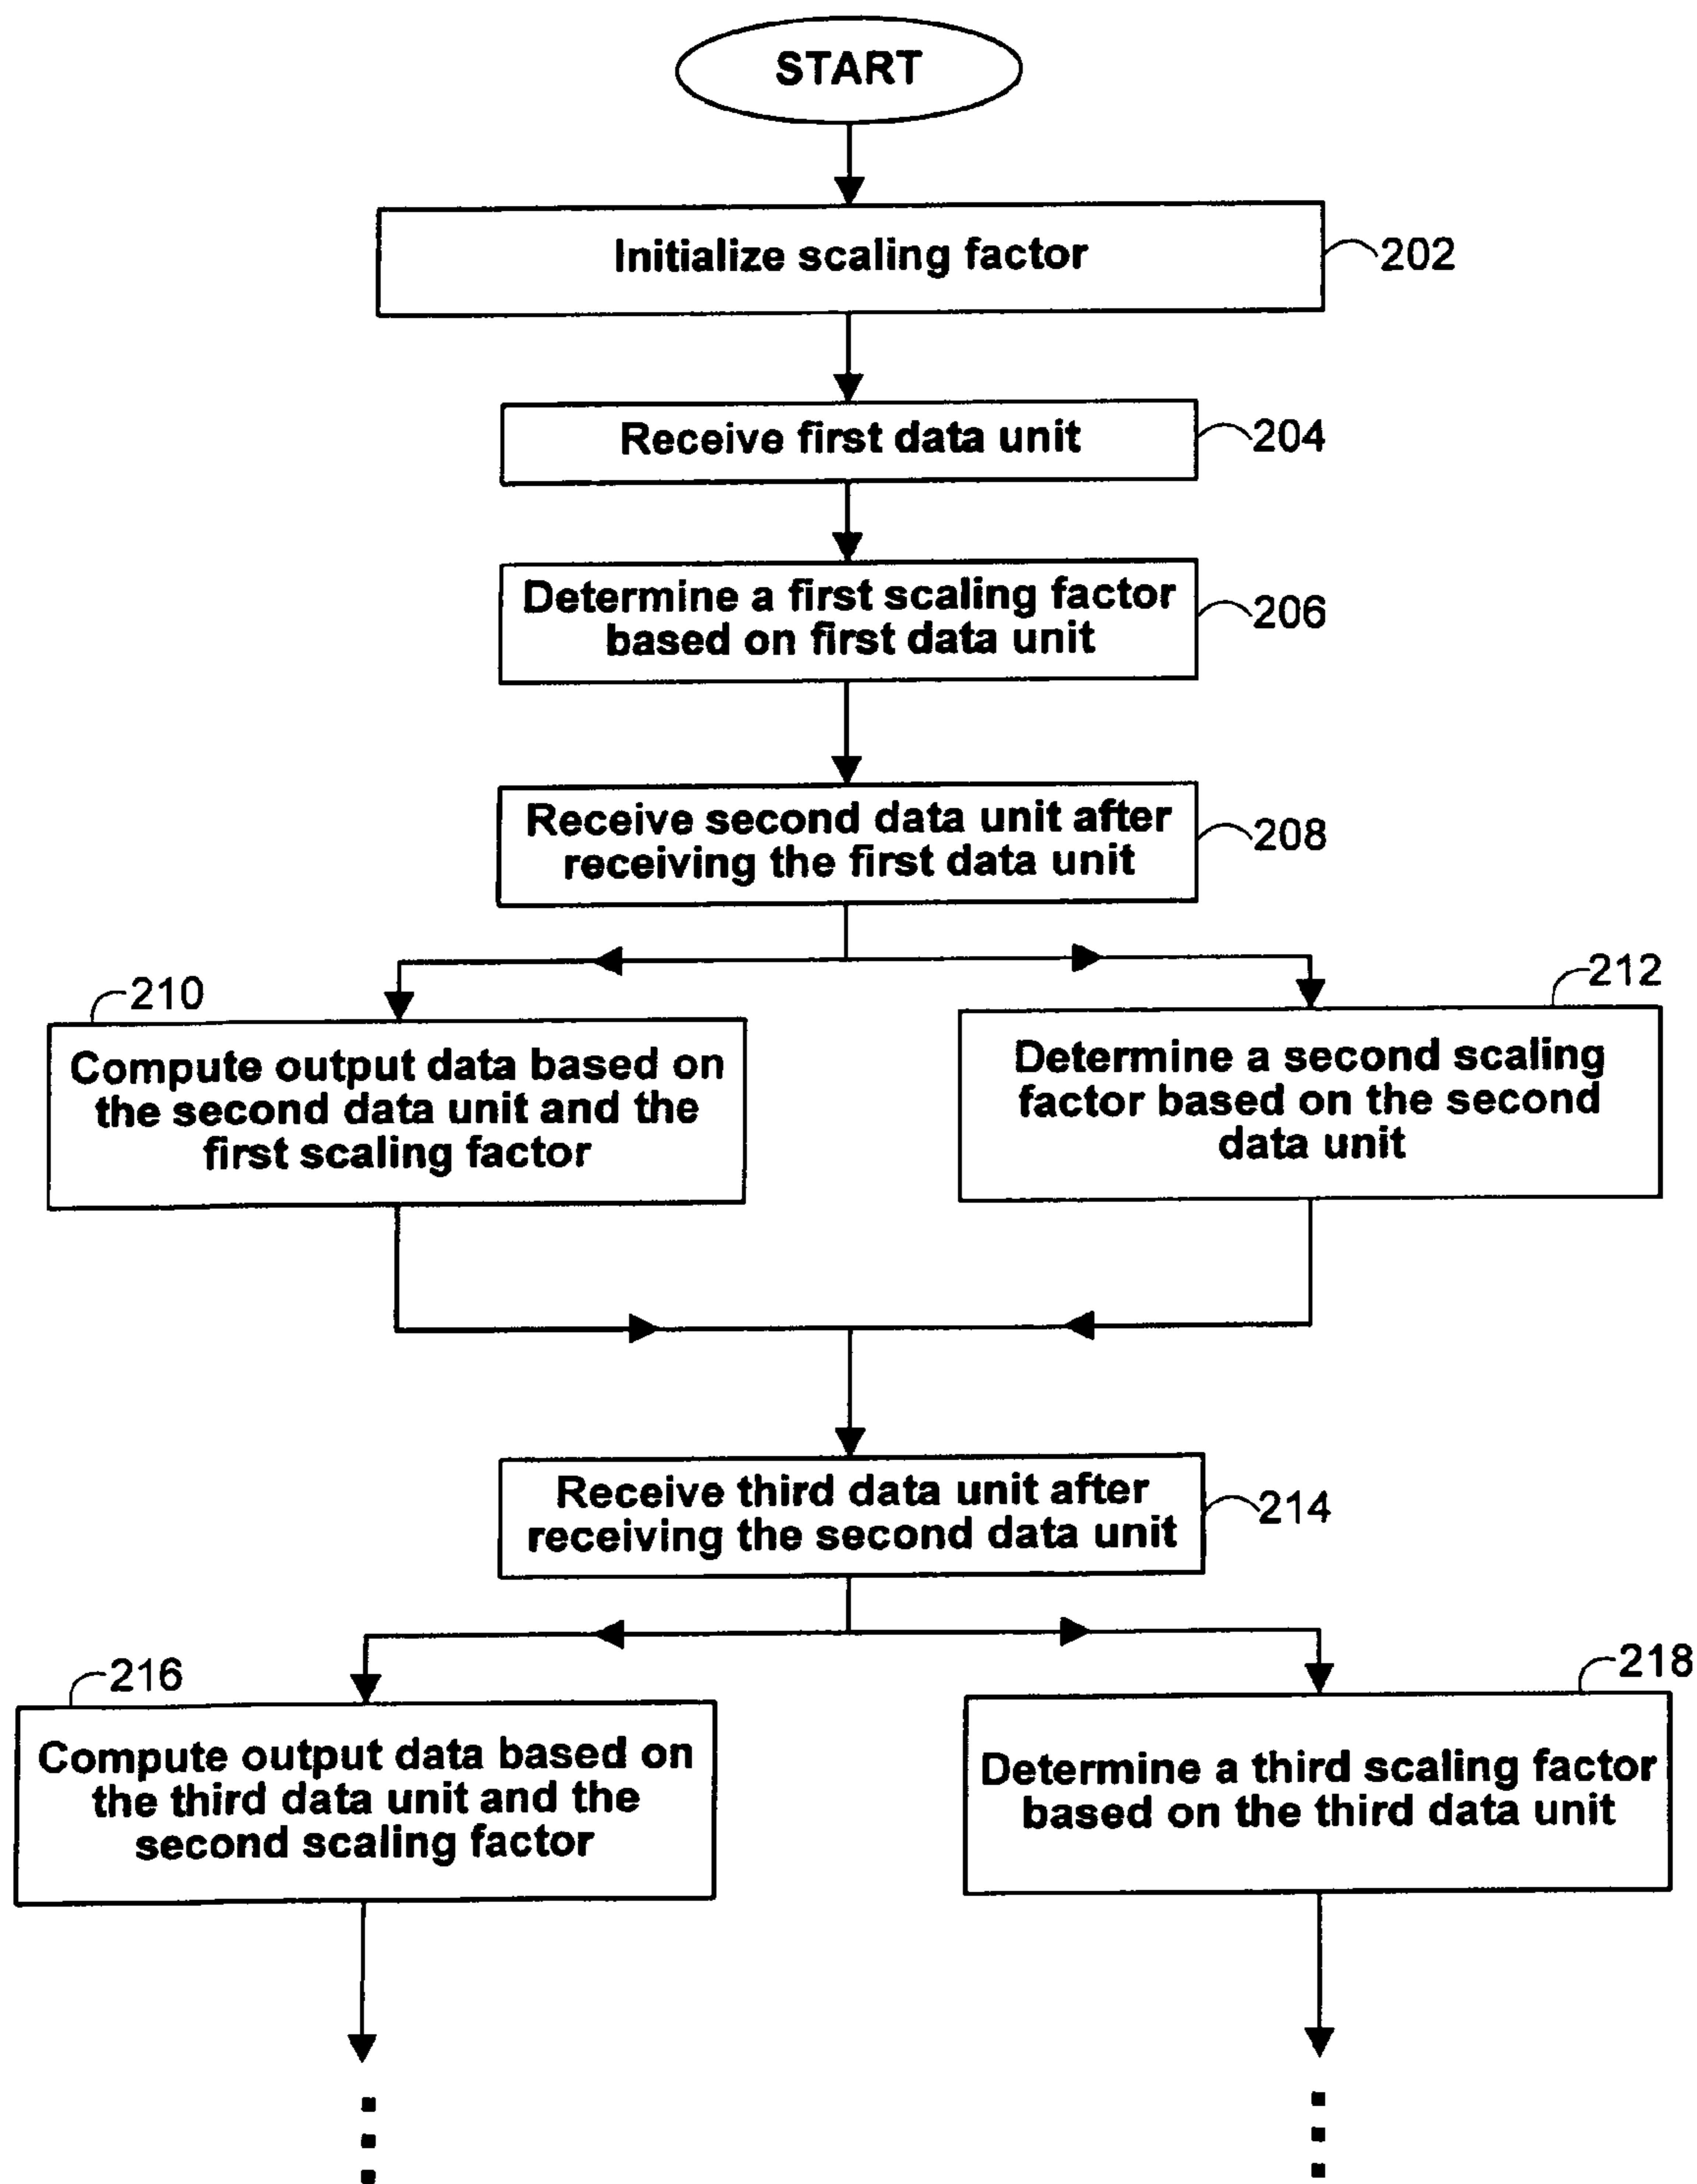 START
Initialize scaling factor
202
Receive first data unit
204
Determine a first scaling factor
based on first data unit
206
Receive second data unit after
receiving the first data unit
208
210
Compute output data based on
the second data unit and the
first scaling factor
212
Determine a second scaling
factor based on the second
data unit
Receive third data unit after
receiving the second data unit
214
216
Compute output data based on
the third data unit and the
second scaling factor
218
Determine a third scaling factor
based on the third data unit